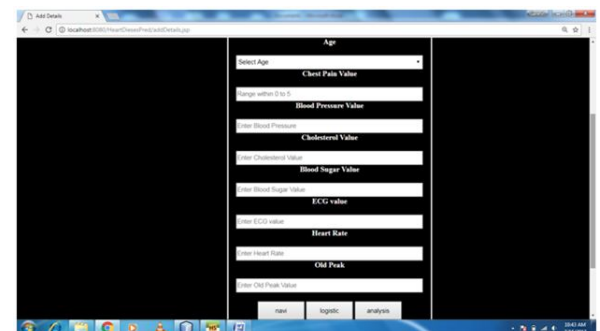 Add Details
localhost:8080/HeartDiseasPred/addDetails.jsp
Age
Select Age
Chest Pain Value
Range within 0 to 5
Blood Pressure Value
Enter Blood Pressure
Cholesterol Value
Enter Cholesterol Value
Blood Sugar Value
Enter Blood Sugar Value
ECG value
Enter ECG value
Heart Rate
Enter Heart Rate
Old Peak
Enter Old Peak Value
navi logistic analysis
10:43 AM